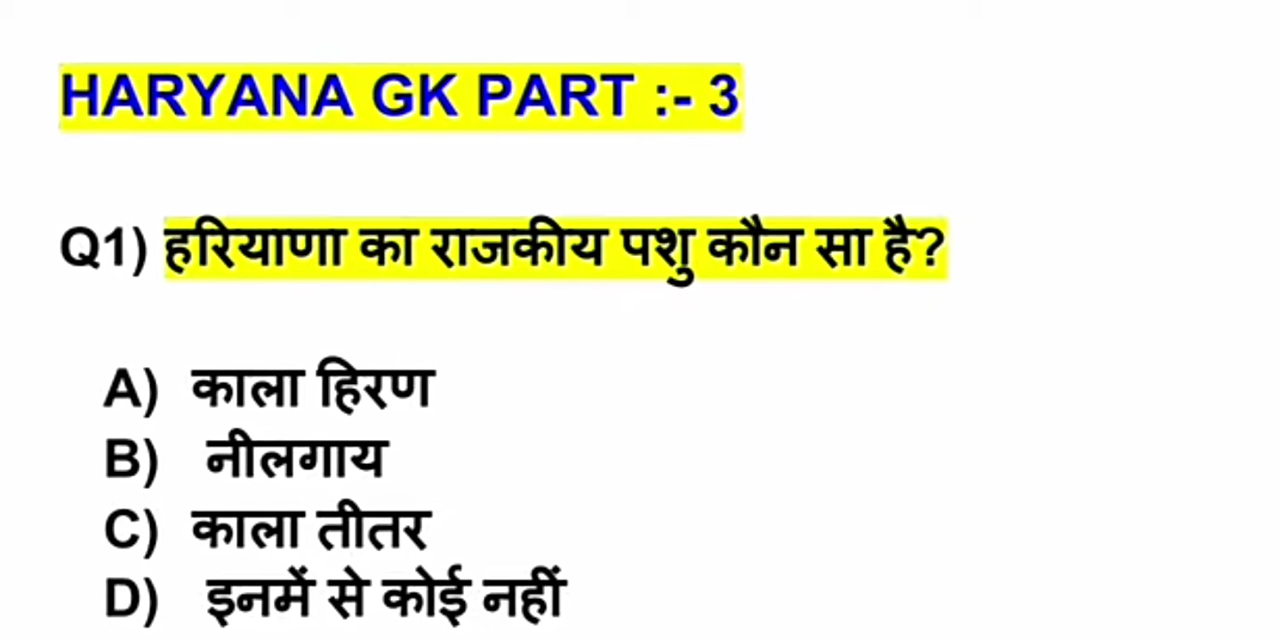 HARYANA GK PART :- 3
Q1) हरियाणा का राजकीय पशु कौन सा है?
A) काला हिरण
B) नीलगाय
C) काला तीतर
D) इनमें से कोई नहीं